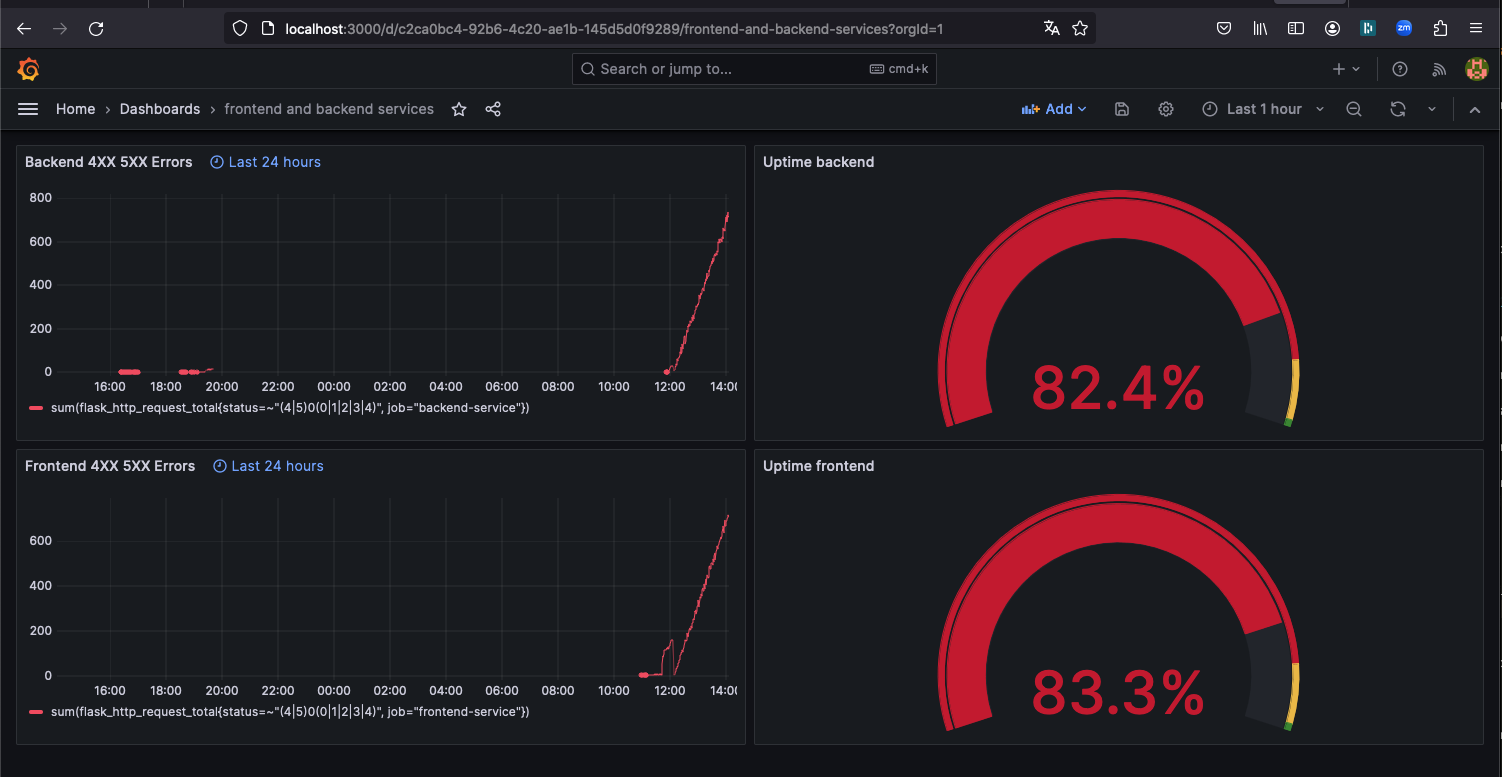 localhost:3000/d/c2ca0bc4-92b6-4c20-ae1b-145d5d0f9289/frontend-and-backend-services?orgId=1
zm
Search or jump to... cmd+k
Home › Dashboards › frontend and backend services
Add
Last 1 hour
Backend 4XX 5XX Errors Last 24 hours
800
600
400
200
0
16:00 18:00 20:00 22:00 00:00 02:00 04:00 06:00 08:00 10:00 12:00 14:00
sum(flask_http_request_total{status=~"(4|5)0(0|1|2|3|4)", job="backend-service"})
Uptime backend
82.4%
Frontend 4XX 5XX Errors Last 24 hours
600
400
200
0
16:00 18:00 20:00 22:00 00:00 02:00 04:00 06:00 08:00 10:00 12:00 14:00
sum(flask_http_request_total{status=~"(4|5)0(0|1|2|3|4)", job="frontend-service"})
Uptime frontend
83.3%